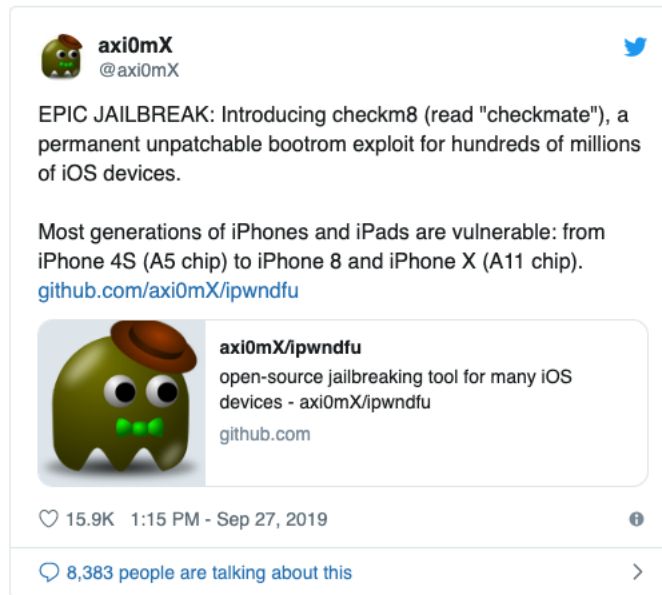 axi0mX
@axi0mX
EPIC JAILBREAK: Introducing checkm8 (read "checkmate"), a
permanent unpatchable bootrom exploit for hundreds of millions
of iOS devices.
Most generations of iPhones and iPads are vulnerable: from
iPhone 4S (A5 chip) to iPhone 8 and iPhone X (A11 chip).
github.com/axi0mX/ipwndfu
axi0mX/ipwndfu
open-source jailbreaking tool for many iOS
devices - axi0mX/ipwndfu
github.com
15.9K 1:15 PM - Sep 27, 2019
8,383 people are talking about this